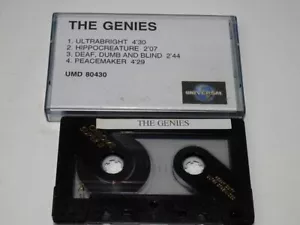 THE GENIES
1. ULTRABRIGHT 4'30
2. HIPPOCREATURE 2'07
3. DEAF, DUMB AND BLIND 2'44
4. PEACEMAKER 4'29
UMD 80430
UNIVERSAL
THE GENIES